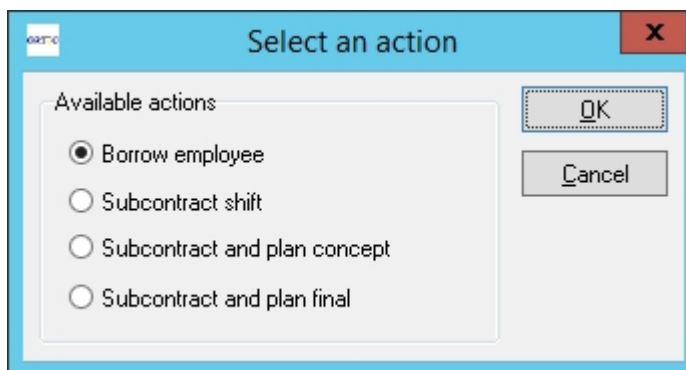 Select an action
x
Available actions
Borrow employee
Subcontract shift
Subcontract and plan concept
Subcontract and plan final
OK
Cancel